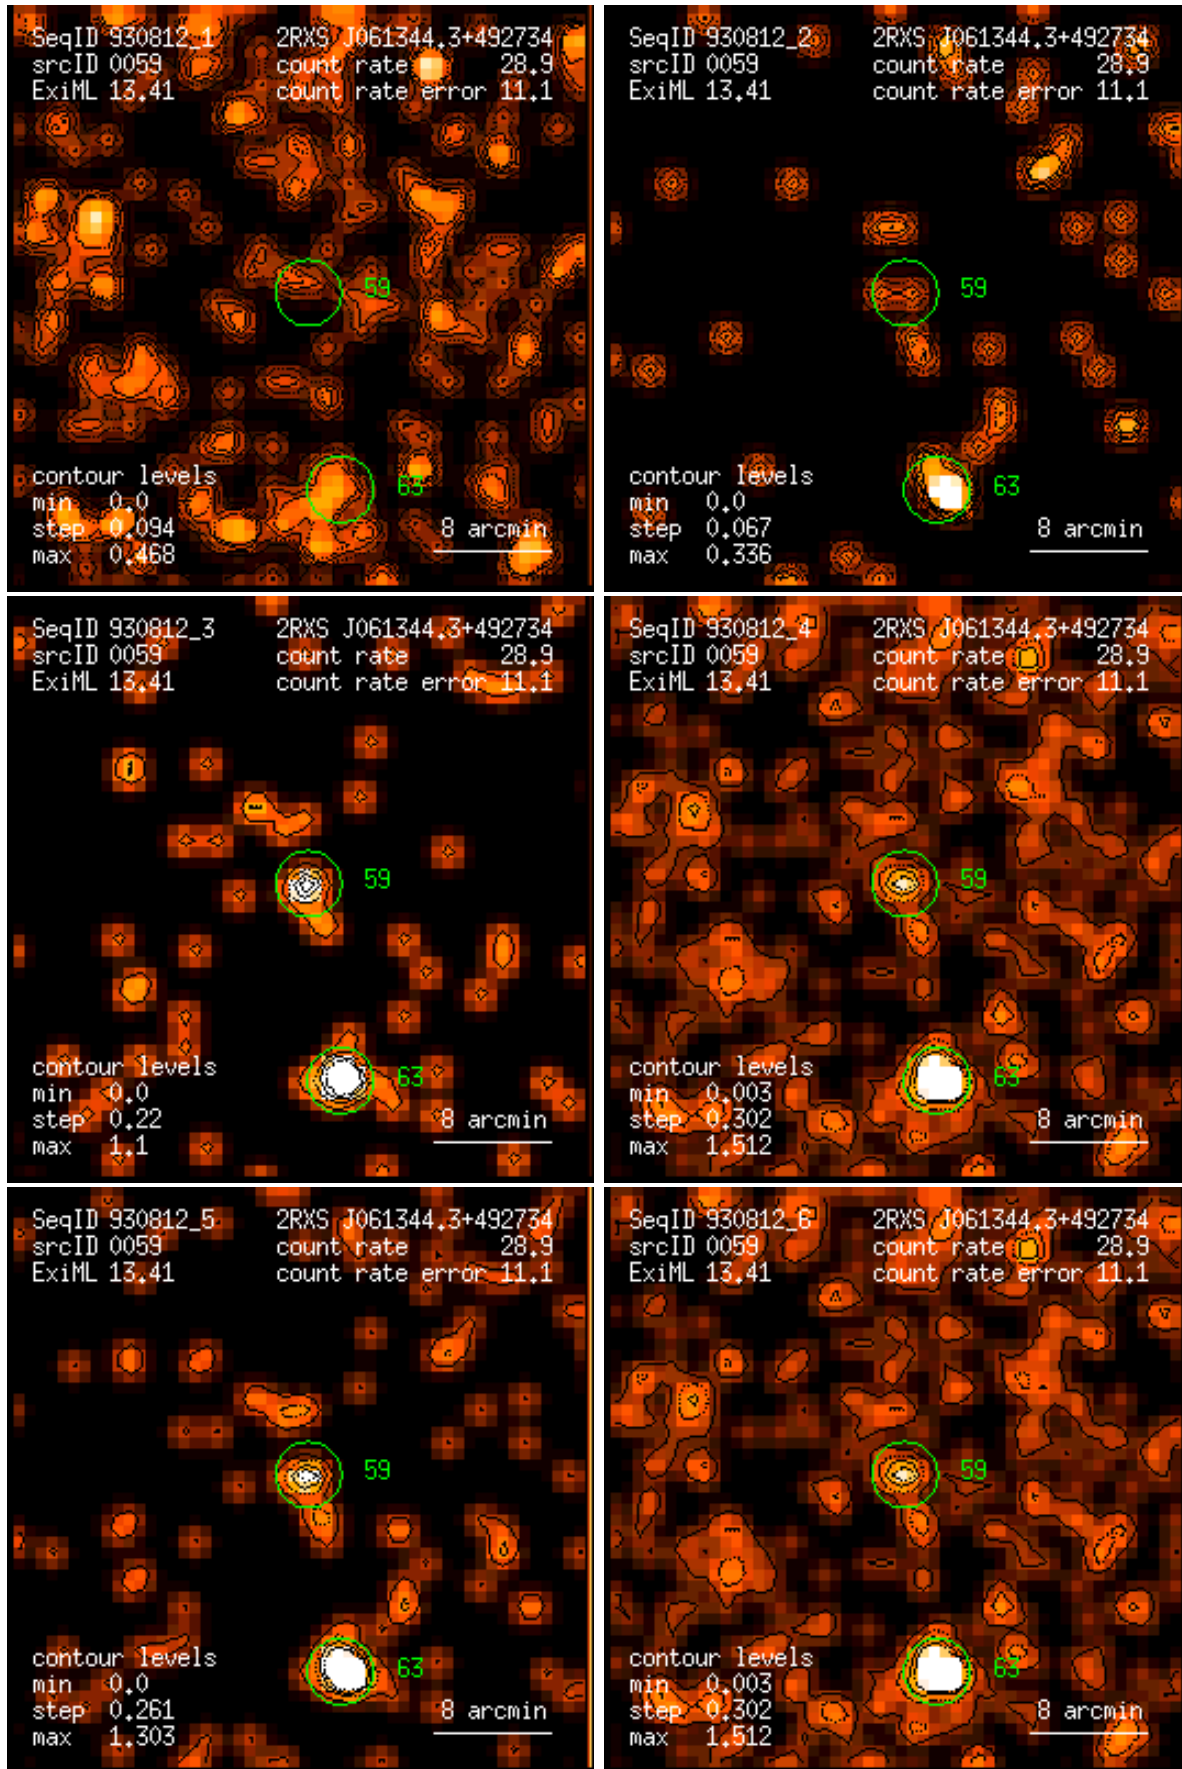 SeqID 930812_1 2RXS J061344.3+492734
srcID 0059 count rate 28.9
ExiML 13.41 count rate error 11.1
59
63
contour levels
min 0.0
step 0.094
max 0.468
8 arcmin
SeqID 930812_2 2RXS J061344.3+492734
srcID 0059 count rate 28.9
ExiML 13.41 count rate error 11.1
59
63
contour levels
min 0.0
step 0.067
max 0.336
8 arcmin
SeqID 930812_3 2RXS J061344.3+492734
srcID 0059 count rate 28.9
ExiML 13.41 count rate error 11.1
59
63
contour levels
min 0.0
step 0.22
max 1.1
8 arcmin
SeqID 930812_4 2RXS J061344.3+492734
srcID 0059 count rate 28.9
ExiML 13.41 count rate error 11.1
59
63
contour levels
min 0.003
step 0.302
max 1.512
8 arcmin
SeqID 930812_5 2RXS J061344.3+492734
srcID 0059 count rate 28.9
ExiML 13.41 count rate error 11.1
59
63
contour levels
min 0.0
step 0.261
max 1.303
8 arcmin
SeqID 930812_6 2RXS J061344.3+492734
srcID 0059 count rate 28.9
ExiML 13.41 count rate error 11.1
59
63
contour levels
min 0.003
step 0.302
max 1.512
8 arcmin